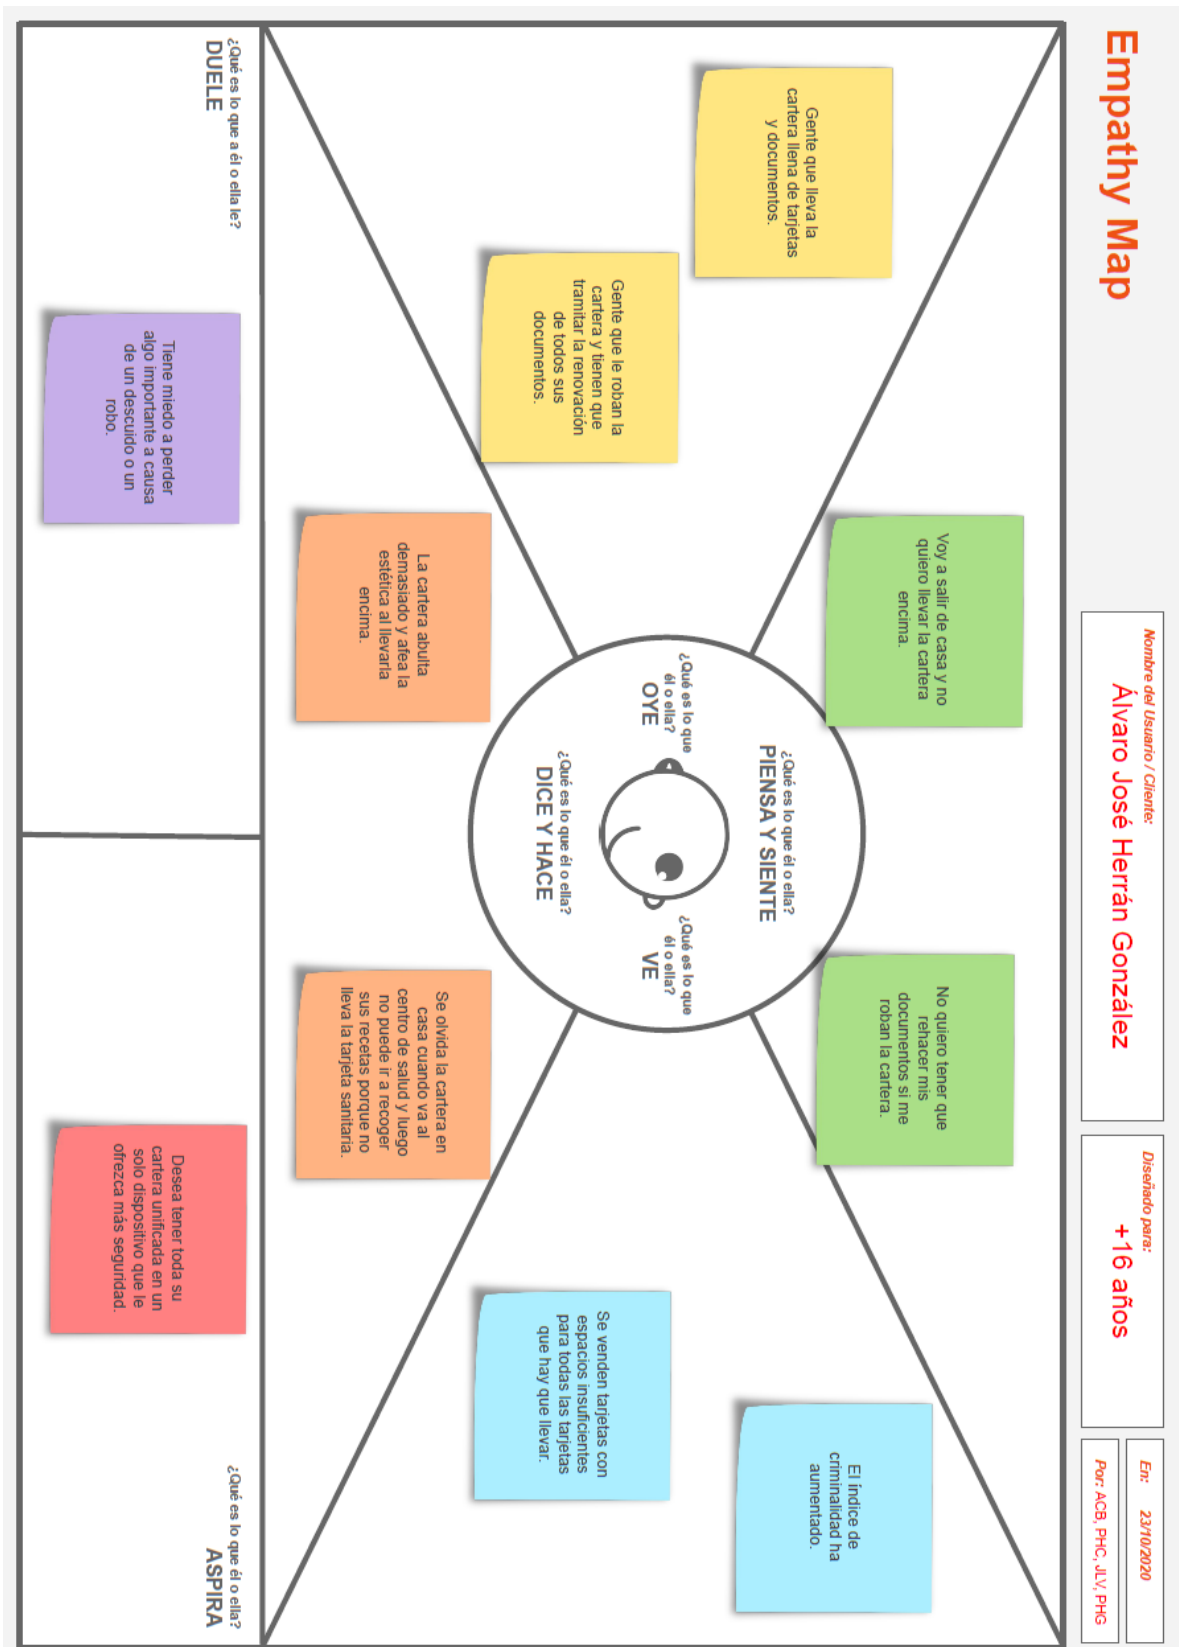 Empathy Map
Nombre del Usuario / Cliente:
Álvaro José Herrán González
Diseñado para:
+16 años
En: 23/10/2020
Por: ACB, PHC, JLV, PHG
Voy a salir de casa y no
quiero llevar la cartera
encima.
No quiero tener que
rehacer mis
documentos si me
roban la cartera.
Gente que lleva la
cartera llena de tarjetas
y documentos.
Gente que le roban la
cartera y tienen que
tramitar la renovación
de todos sus
documentos.
¿Qué es lo que él o ella?
PIENSA Y SIENTE
¿Qué es lo que
él o ella?
OYE
¿Qué es lo que
él o ella?
VE
¿Qué es lo que él o ella?
DICE Y HACE
El índice de
criminalidad ha
aumentado.
Se venden tarjetas con
espacios insuficientes
para todas las tarjetas
que hay que llevar.
La cartera abulta
demasiado y afea la
estética al llevarla
encima.
Se olvida la cartera en
casa cuando va al
centro de salud y luego
no puede ir a recoger
sus recetas porque no
lleva la tarjeta sanitaria.
¿Qué es lo que a él o ella le?
DUELE
Tiene miedo a perder
algo importante a causa
de un descuido o un
robo.
¿Qué es lo que él o ella?
ASPIRA
Desea tener toda su
cartera unificada en un
solo dispositivo que le
ofrezca más seguridad.